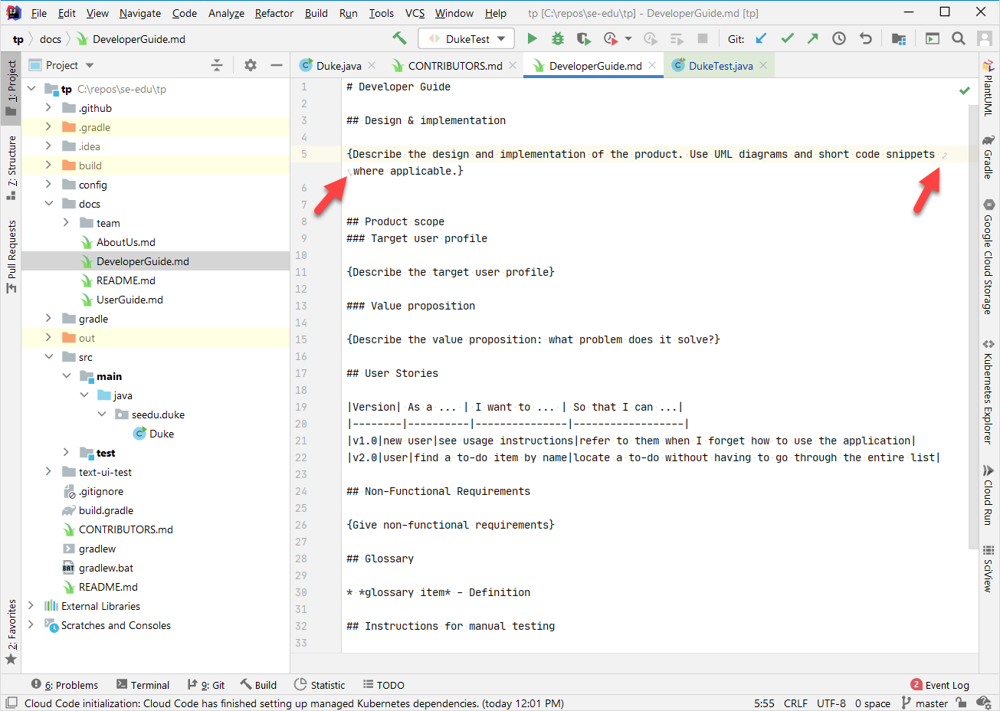 File Edit View Navigate Code Analyze Refactor Build Run Tools VCS Window Help tp [C:\repos\se-edu\tp] - DeveloperGuide.md [tp]
tp docs DeveloperGuide.md DukeTest Git:
1: Project
Z: Structure
Pull Requests
2: Favorites
Project
tp C:\repos\se-edu\tp
.github
.gradle
.idea
build
config
docs
team
AboutUs.md
DeveloperGuide.md
README.md
UserGuide.md
gradle
out
src
main
java
seedu.duke
Duke
test
text-ui-test
.gitignore
build.gradle
CONTRIBUTORS.md
gradlew
gradlew.bat
README.md
External Libraries
Scratches and Consoles
Duke.java CONTRIBUTORS.md DeveloperGuide.md DukeTest.java
1 # Developer Guide
2
3 ## Design & implementation
4
5 {Describe the design and implementation of the product. Use UML diagrams and short code snippets
where applicable.}
6
7
8 ## Product scope
9 ### Target user profile
10
11 {Describe the target user profile}
12
13 ### Value proposition
14
15 {Describe the value proposition: what problem does it solve?}
16
17 ## User Stories
18
19 |Version| As a ... | I want to ... | So that I can ...|
20 |--------|----------|---------------|------------------|
21 |v1.0|new user|see usage instructions|refer to them when I forget how to use the application|
22 |v2.0|user|find a to-do item by name|locate a to-do without having to go through the entire list|
23
24 ## Non-Functional Requirements
25
26 {Give non-functional requirements}
27
28 ## Glossary
29
30 * *glossary item* - Definition
31
32 ## Instructions for manual testing
33
PlantUML
Gradle
Google Cloud Storage
Kubernetes Explorer
Cloud Run
SciView
6: Problems Terminal 9: Git Build Statistic TODO 2 Event Log
Cloud Code initialization: Cloud Code has finished setting up managed Kubernetes dependencies. (today 12:01 PM) 5:55 CRLF UTF-8 0 space master